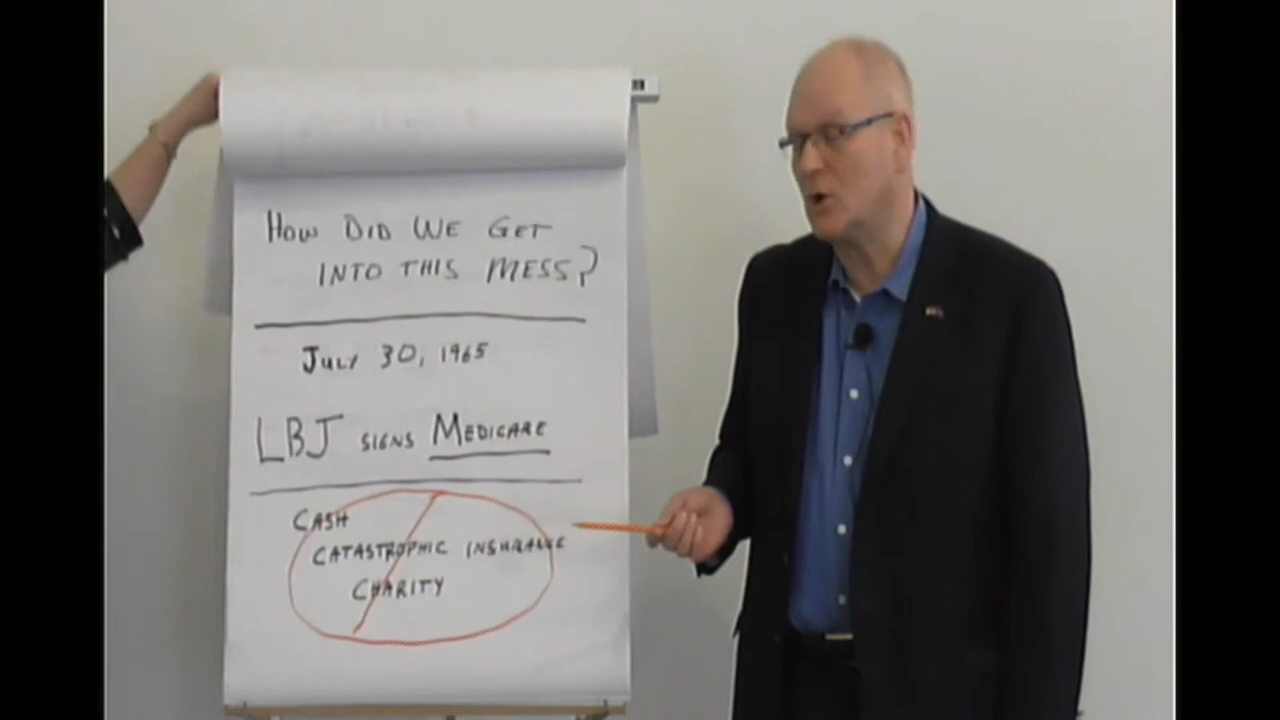 HOW DID WE GET
INTO THIS MESS?
JULY 30, 1965
LBJ SIGNS MEDICARE
CASH
CATASTROPHIC INSURANCE
CHARITY